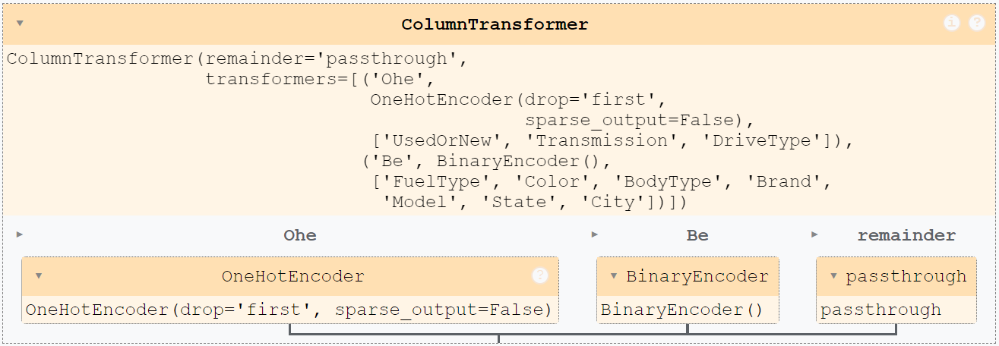 ColumnTransformer
i ?
ColumnTransformer(remainder='passthrough',
transformers=[('Ohe',
OneHotEncoder(drop='first',
sparse_output=False),
['UsedOrNew', 'Transmission', 'DriveType']),
('Be', BinaryEncoder(),
['FuelType', 'Color', 'BodyType', 'Brand',
'Model', 'State', 'City'])])
Ohe
Be
remainder
OneHotEncoder
?
BinaryEncoder
passthrough
OneHotEncoder(drop='first', sparse_output=False)
BinaryEncoder()
passthrough